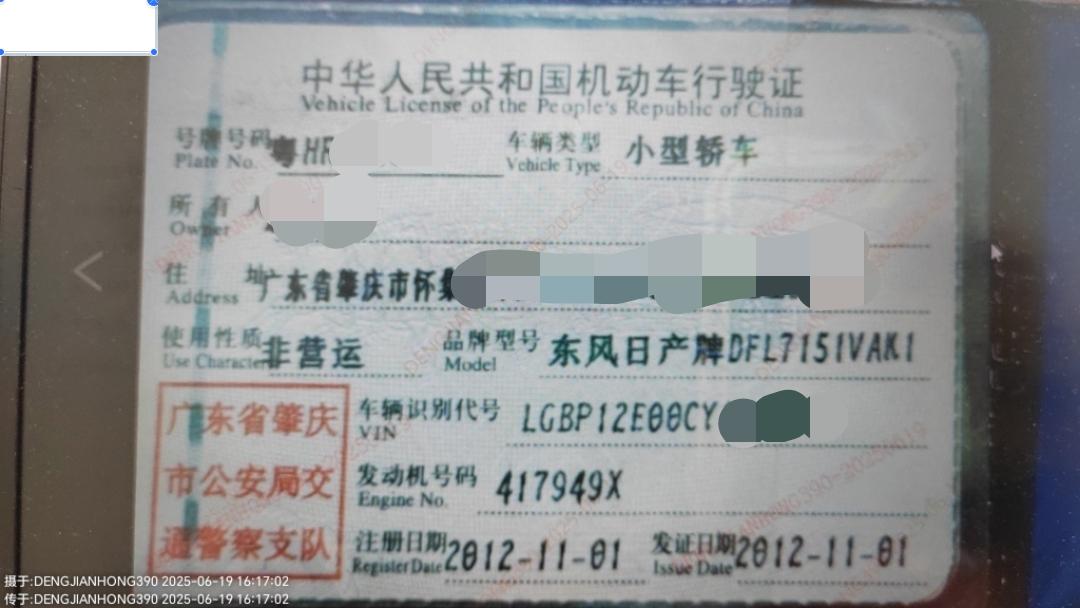 中华人民共和国机动车行驶证
Vehicle License of the People's Republic of China
号牌号码 粤HF 车辆类型 小型轿车
Plate No. Vehicle Type
所有人
Owner
住址 广东省肇庆市怀集
Address
使用性质 非营运 品牌型号 东风日产牌DFL7151VAK1
Use Character Model
广东省肇庆
市公安局交
通警察支队
车辆识别代号 LGBP12E00CY
VIN
发动机号码 417949X
Engine No.
注册日期 2012-11-01 发证日期 2012-11-01
Register Date Issue Date
摄于:DENGJIANHONG390 2025-06-19 16:17:02
传于:DENGJIANHONG390 2025-06-19 16:17:02